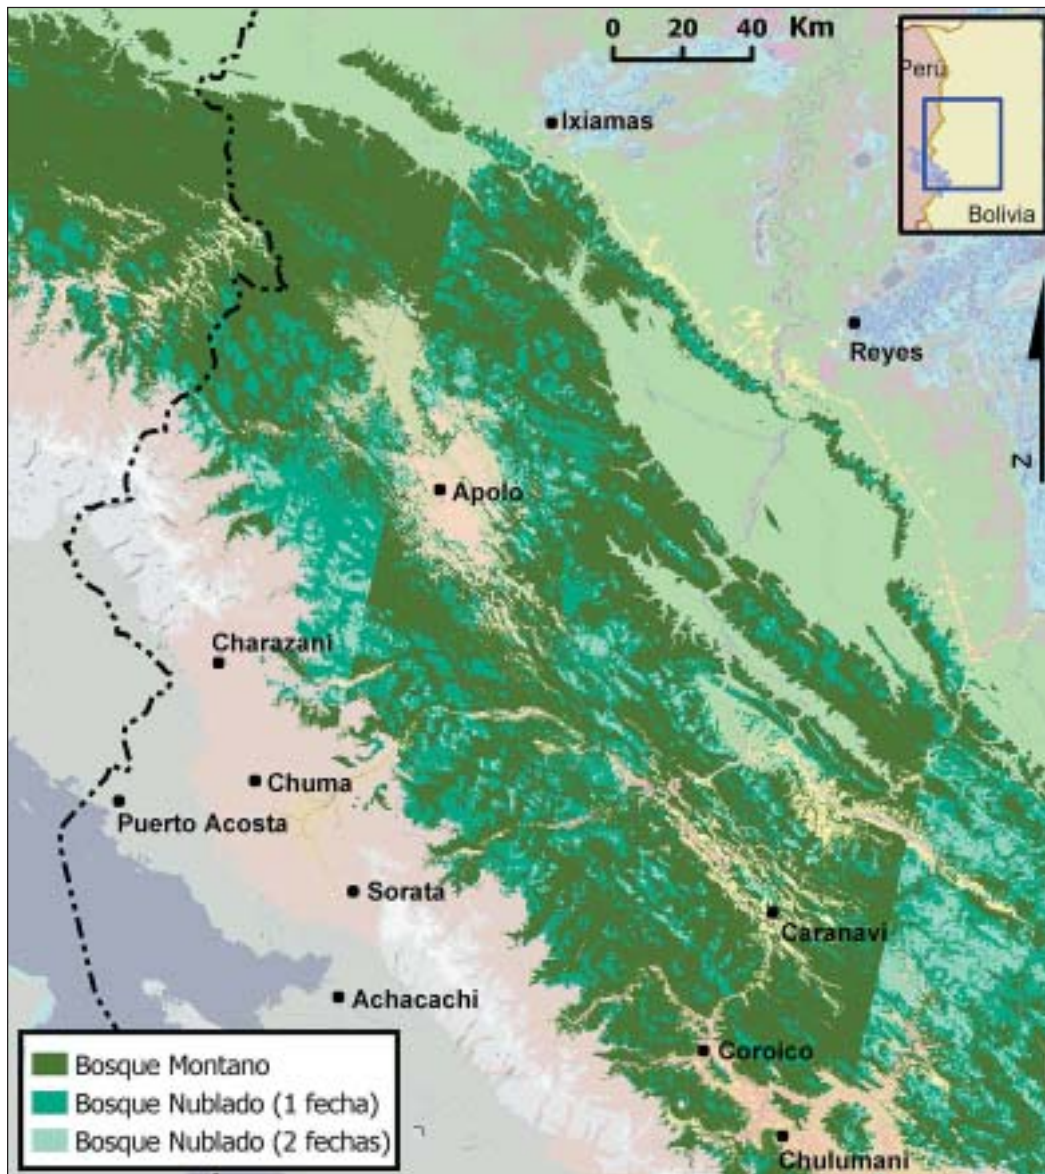 0 20 40 Km
Perú
Bolivia
Ixiamas
Reyes
Apolo
N
Charazani
Chuma
Puerto Acosta
Sorata
Caranavi
Achacachi
Coroico
Chulumani
Bosque Montano
Bosque Nublado (1 fecha)
Bosque Nublado (2 fechas)